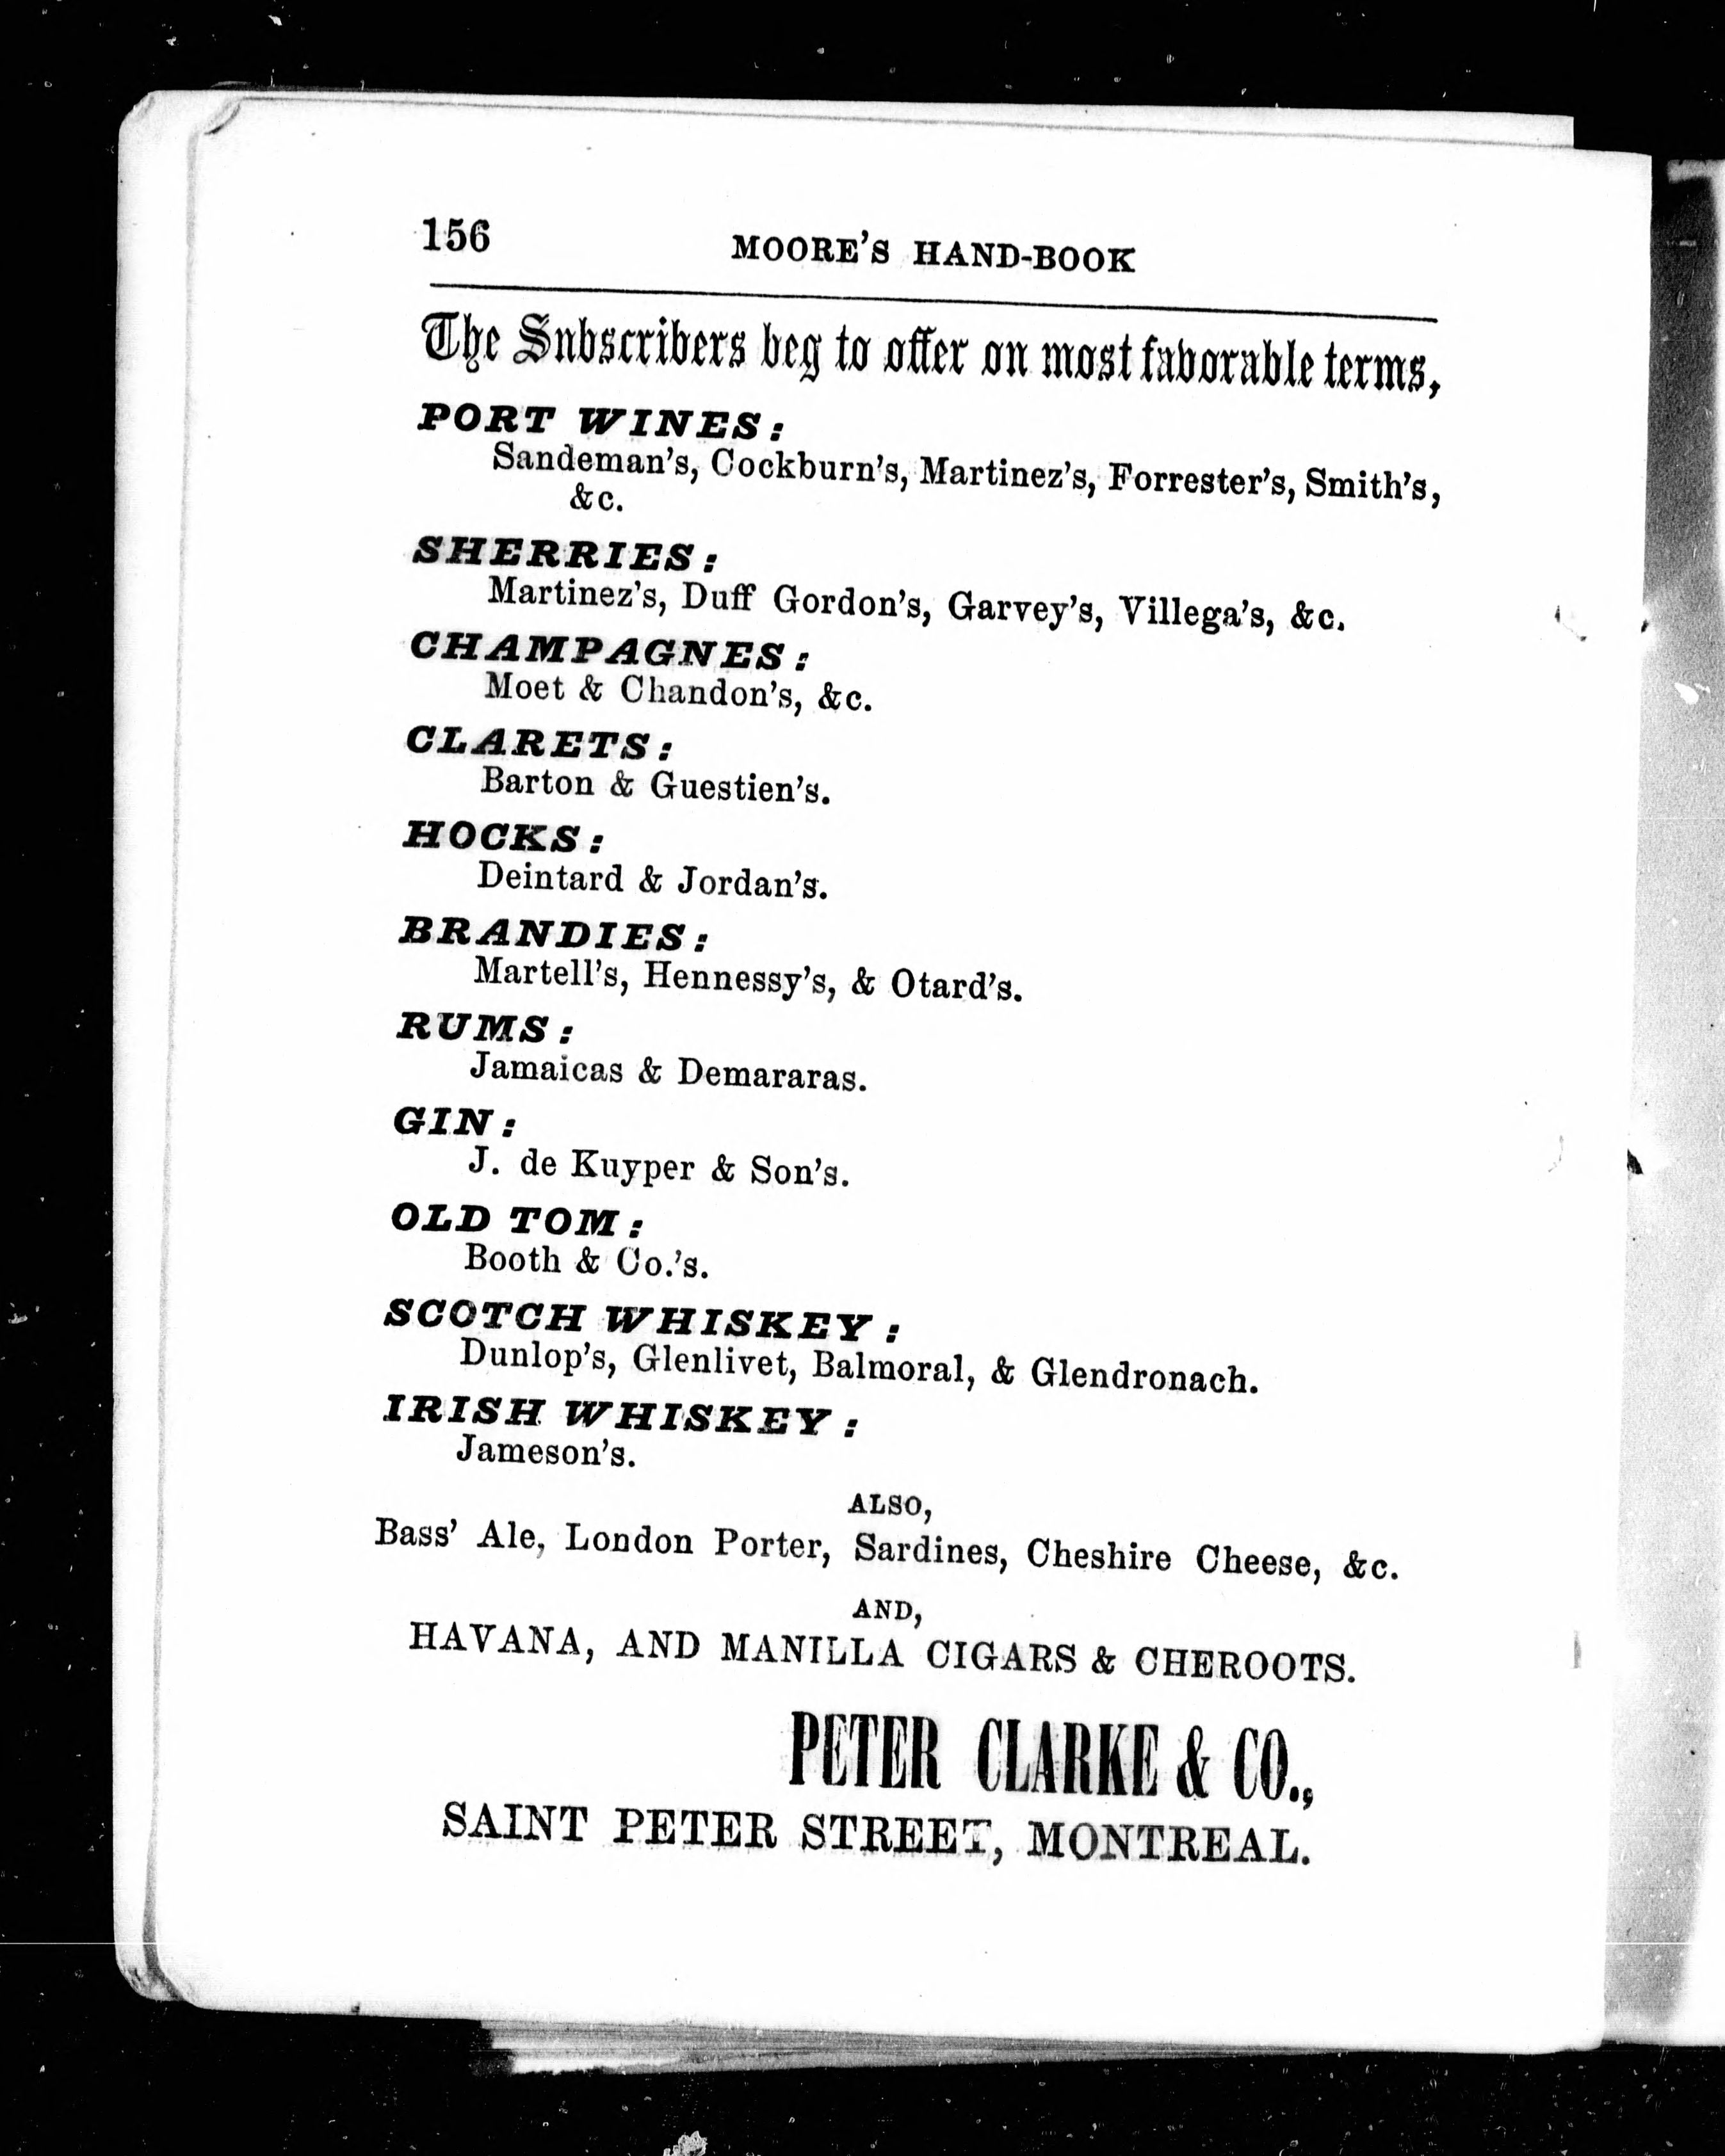 156 MOORE'S HAND-BOOK
The Subscribers beg to offer on most favorable terms,
PORT WINES:
Sandeman's, Cockburn's, Martinez's, Forrester's, Smith's,
&c.
SHERRIES:
Martinez's, Duff Gordon's, Garvey's, Villega's, &c.
CHAMPAGNES:
Moet & Chandon's, &c.
CLARETS:
Barton & Guestien's.
HOCKS:
Deintard & Jordan's.
BRANDIES:
Martell's, Hennessy's, & Otard's.
RUMS:
Jamaicas & Demararas.
GIN:
J. de Kuyper & Son's.
OLD TOM:
Booth & Co.'s.
SCOTCH WHISKEY:
Dunlop's, Glenlivet, Balmoral, & Glendronach.
IRISH WHISKEY:
Jameson's.
ALSO,
Bass' Ale, London Porter, Sardines, Cheshire Cheese, &c.
AND,
HAVANA, AND MANILLA CIGARS & CHEROOTS.
PETER CLARKE & CO.,
SAINT PETER STREET, MONTREAL.